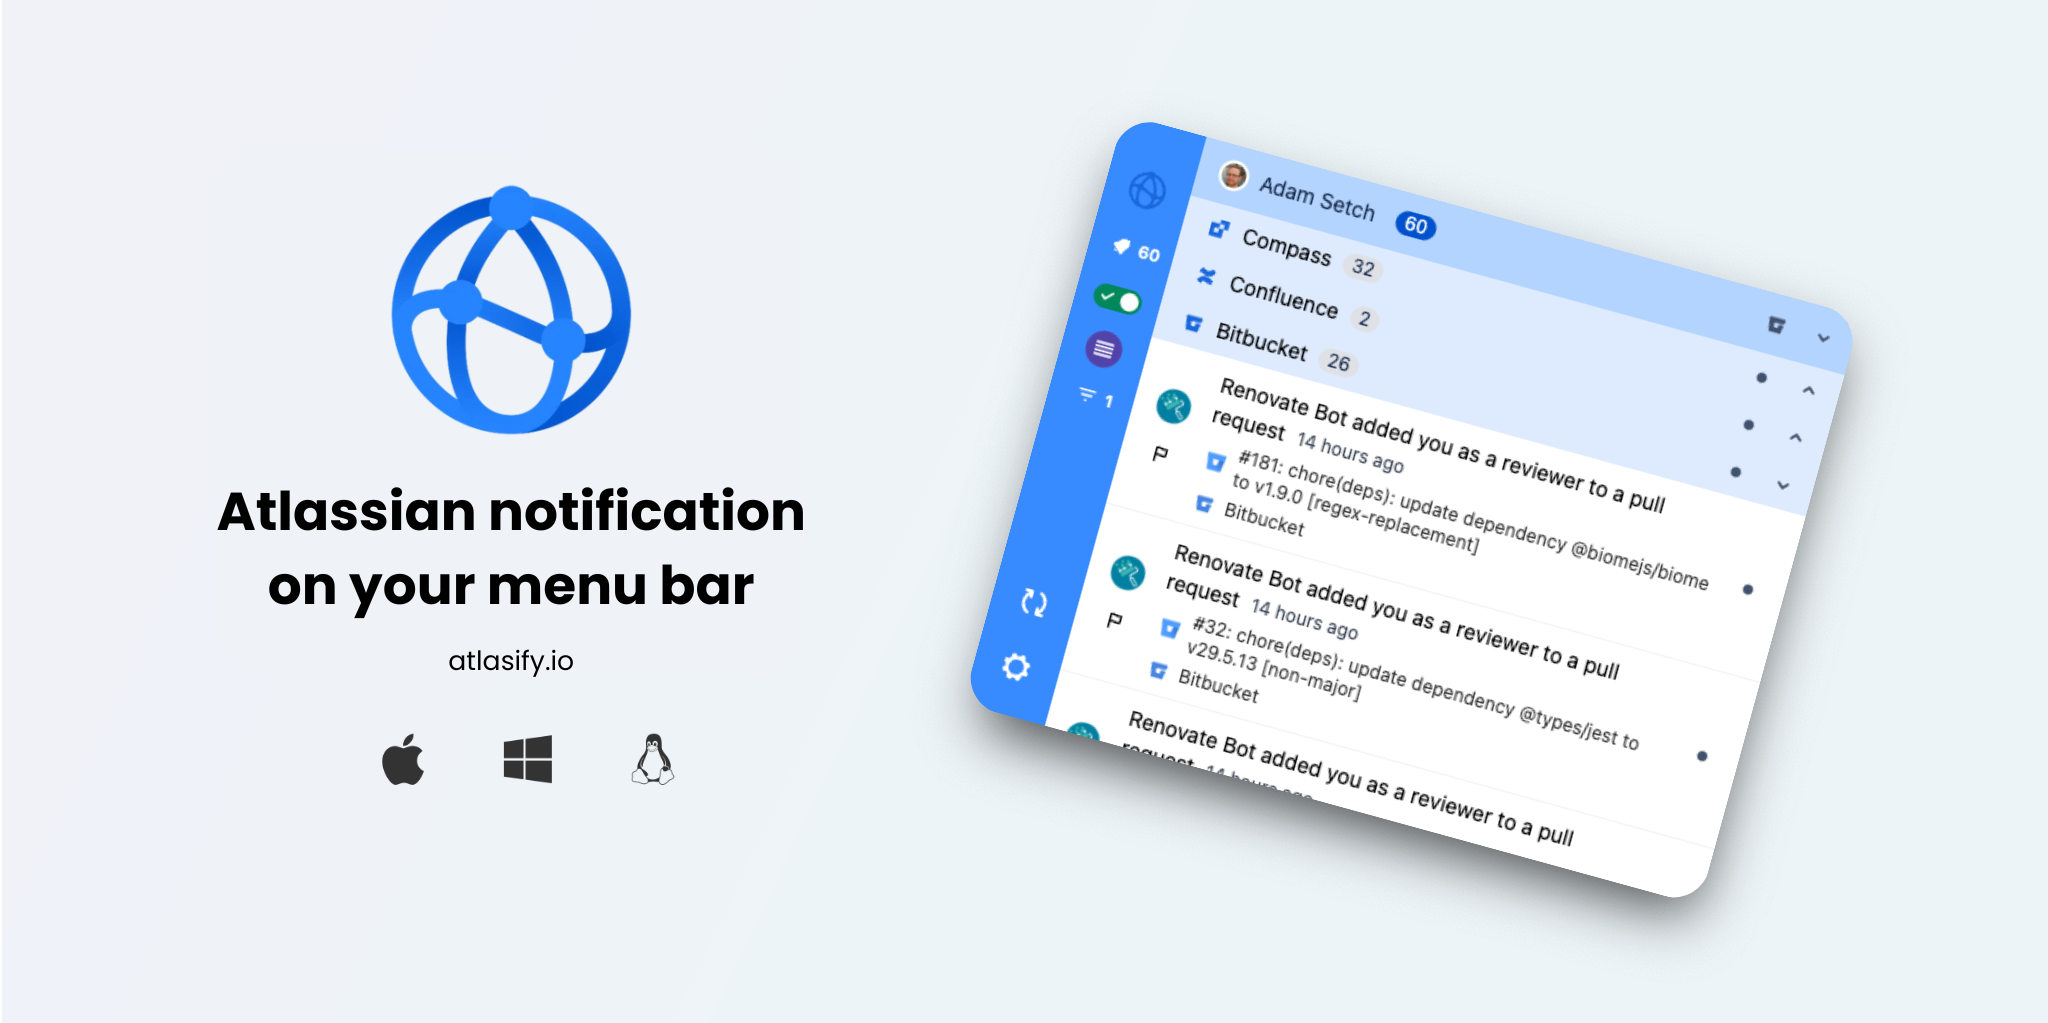 Atlassian notification
on your menu bar
atlasify.io
60
1
Adam Setch 60
Compass 32
Confluence 2
Bitbucket 26
Renovate Bot added you as a reviewer to a pull
request 14 hours ago
#181: chore(deps): update dependency @biomejs/biome
to v1.9.0 [regex-replacement]
Bitbucket
Renovate Bot added you as a reviewer to a pull
request 14 hours ago
#32: chore(deps): update dependency @types/jest to
v29.5.13 [non-major]
Bitbucket
Renovate Bot added you as a reviewer to a pull
request 14 hours ago